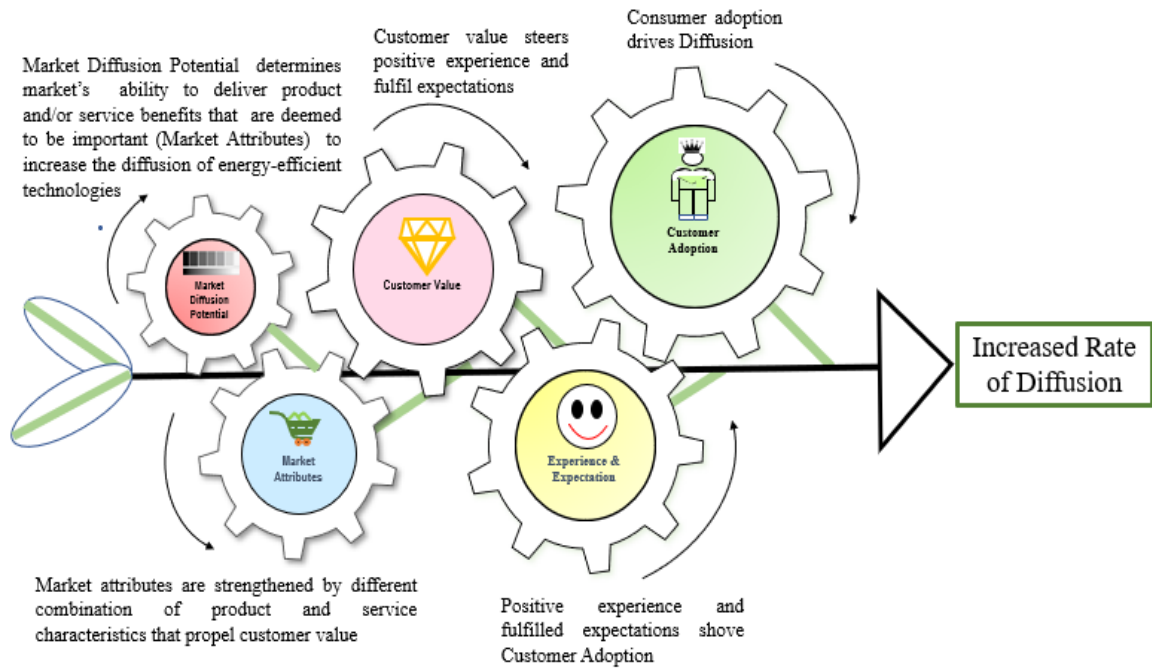 Market Diffusion Potential determines
market's ability to deliver product
and/or service benefits that are deemed
to be important (Market Attributes) to
increase the diffusion of energy-efficient
technologies
Customer value steers
positive experience and
fulfil expectations
Consumer adoption
drives Diffusion
Market
Diffusion
Potential
Customer Value
Customer
Adoption
Market
Attributes
Experience &
Expectation
Increased Rate
of Diffusion
Market attributes are strengthened by different
combination of product and service
characteristics that propel customer value
Positive experience and
fulfilled expectations shove
Customer Adoption